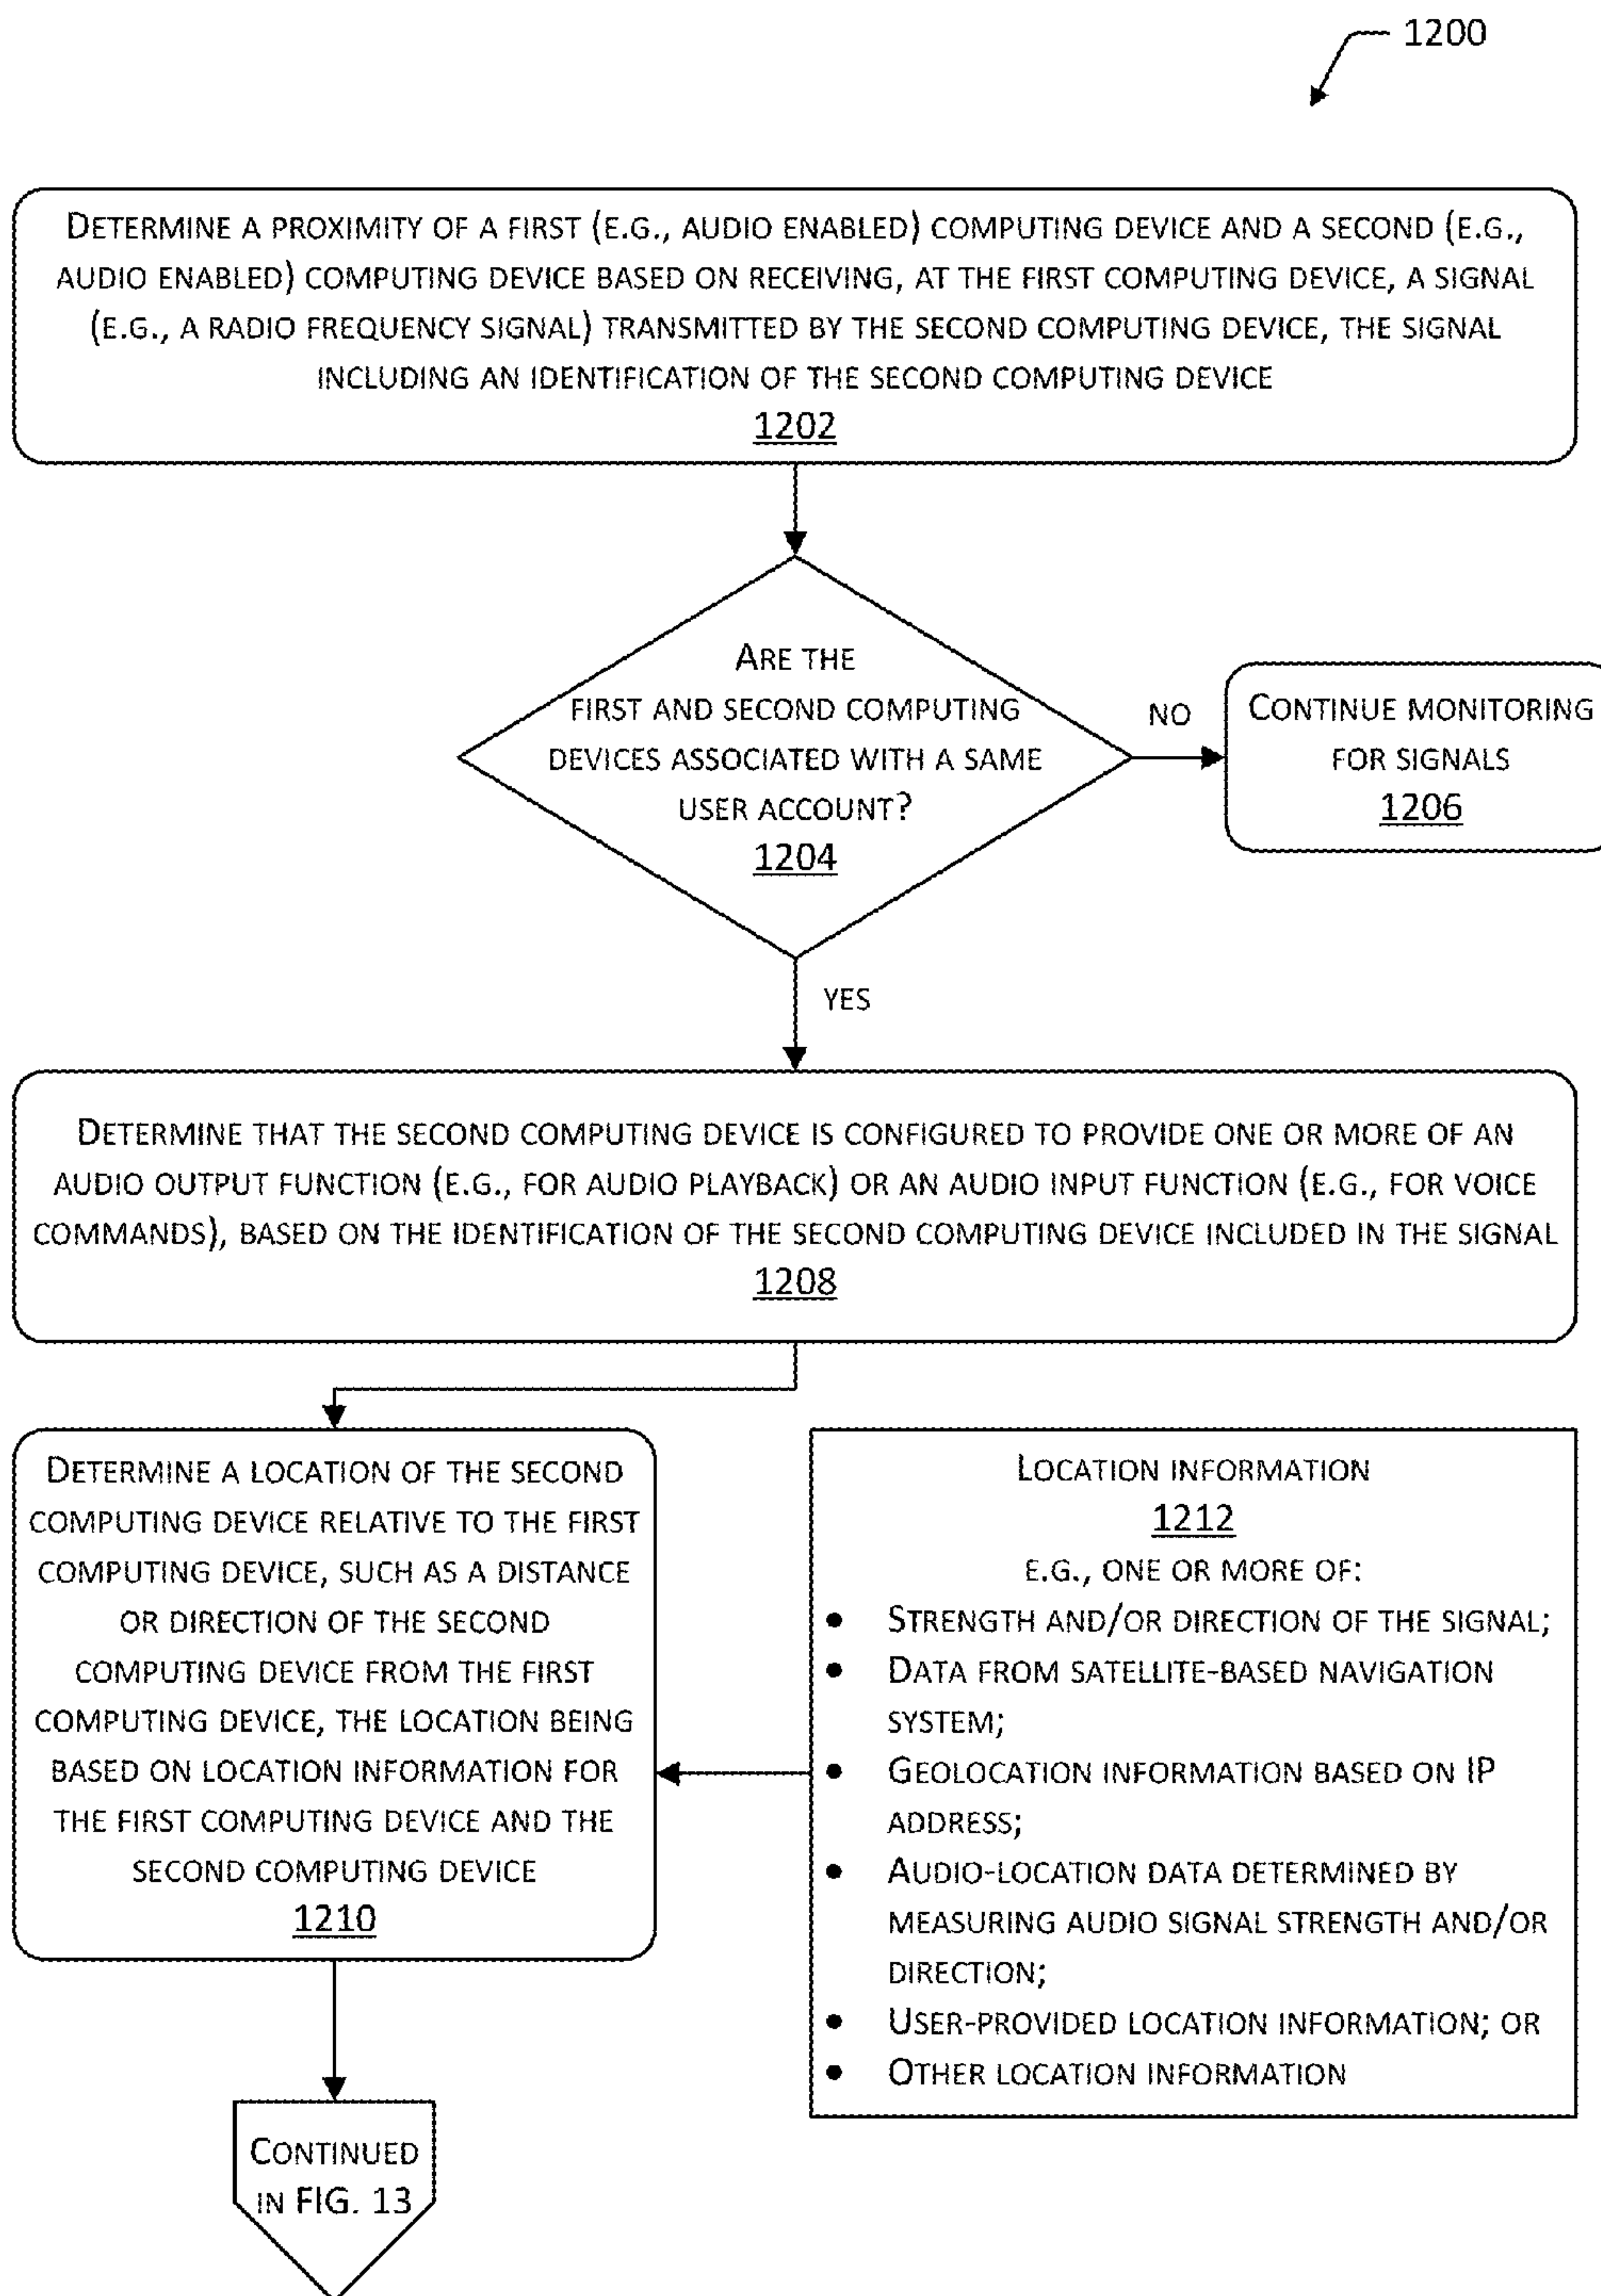 1200
DETERMINE A PROXIMITY OF A FIRST (E.G., AUDIO ENABLED) COMPUTING DEVICE AND A SECOND (E.G.,
AUDIO ENABLED) COMPUTING DEVICE BASED ON RECEIVING, AT THE FIRST COMPUTING DEVICE, A SIGNAL
(E.G., A RADIO FREQUENCY SIGNAL) TRANSMITTED BY THE SECOND COMPUTING DEVICE, THE SIGNAL
INCLUDING AN IDENTIFICATION OF THE SECOND COMPUTING DEVICE
1202
ARE THE
FIRST AND SECOND COMPUTING
DEVICES ASSOCIATED WITH A SAME
USER ACCOUNT?
1204
NO
CONTINUE MONITORING
FOR SIGNALS
1206
YES
DETERMINE THAT THE SECOND COMPUTING DEVICE IS CONFIGURED TO PROVIDE ONE OR MORE OF AN
AUDIO OUTPUT FUNCTION (E.G., FOR AUDIO PLAYBACK) OR AN AUDIO INPUT FUNCTION (E.G., FOR VOICE
COMMANDS), BASED ON THE IDENTIFICATION OF THE SECOND COMPUTING DEVICE INCLUDED IN THE SIGNAL
1208
DETERMINE A LOCATION OF THE SECOND
COMPUTING DEVICE RELATIVE TO THE FIRST
COMPUTING DEVICE, SUCH AS A DISTANCE
OR DIRECTION OF THE SECOND
COMPUTING DEVICE FROM THE FIRST
COMPUTING DEVICE, THE LOCATION BEING
BASED ON LOCATION INFORMATION FOR
THE FIRST COMPUTING DEVICE AND THE
SECOND COMPUTING DEVICE
1210
LOCATION INFORMATION
1212
E.G., ONE OR MORE OF:
• STRENGTH AND/OR DIRECTION OF THE SIGNAL;
• DATA FROM SATELLITE-BASED NAVIGATION
SYSTEM;
• GEOLOCATION INFORMATION BASED ON IP
ADDRESS;
• AUDIO-LOCATION DATA DETERMINED BY
MEASURING AUDIO SIGNAL STRENGTH AND/OR
DIRECTION;
• USER-PROVIDED LOCATION INFORMATION; OR
• OTHER LOCATION INFORMATION
CONTINUED
IN FIG. 13